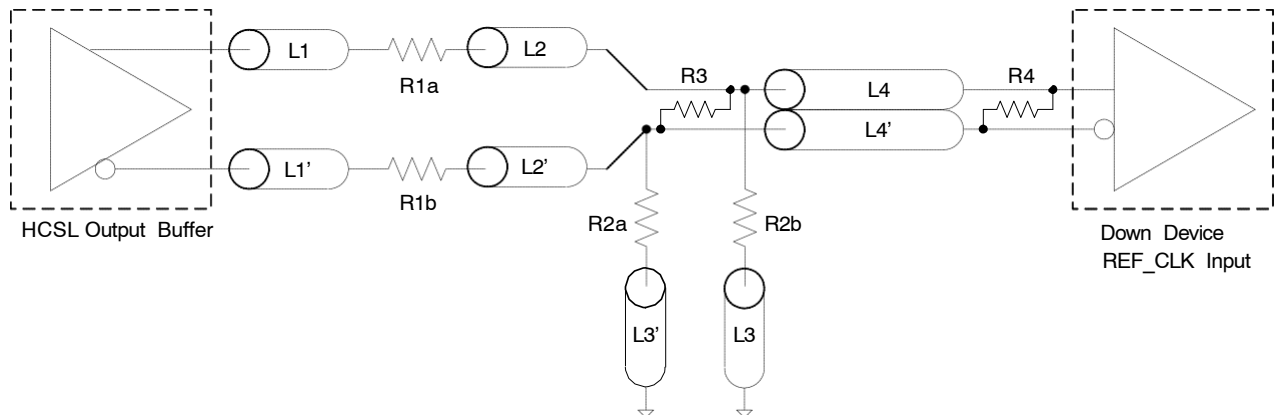 L1
R1a
L2
R3
L4
R4
L4'
L1'
R1b
L2'
R2a
R2b
HCSL Output Buffer
Down Device
REF_CLK Input
L3'
L3